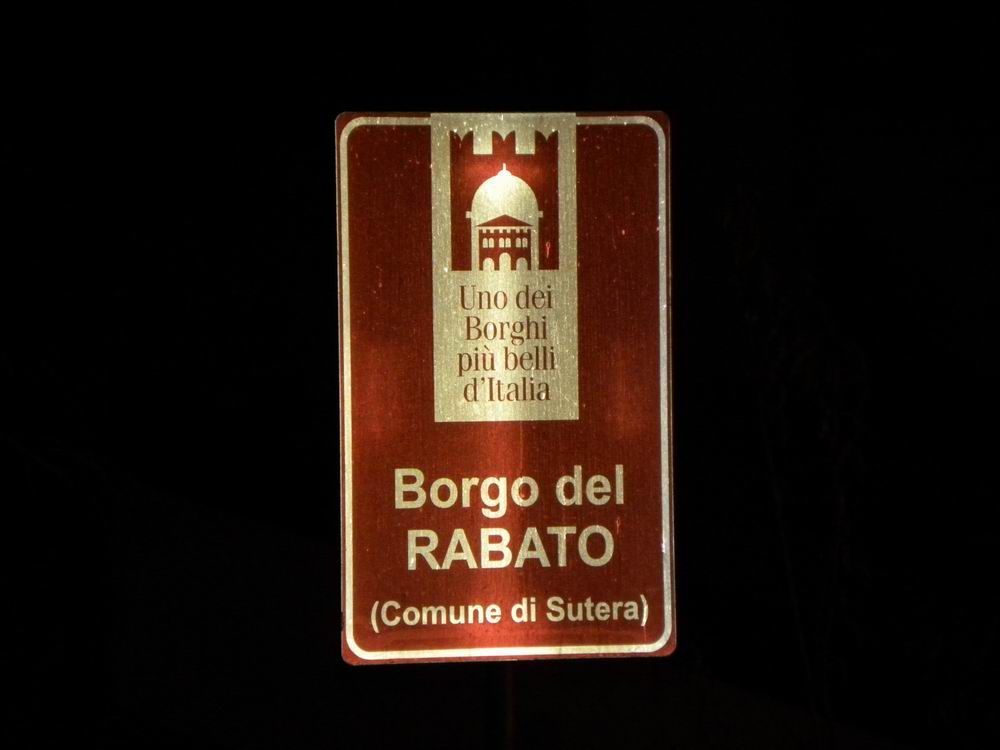 Uno dei
Borghi
più belli
d'Italia
Borgo del
RABATO
(Comune di Sutera)